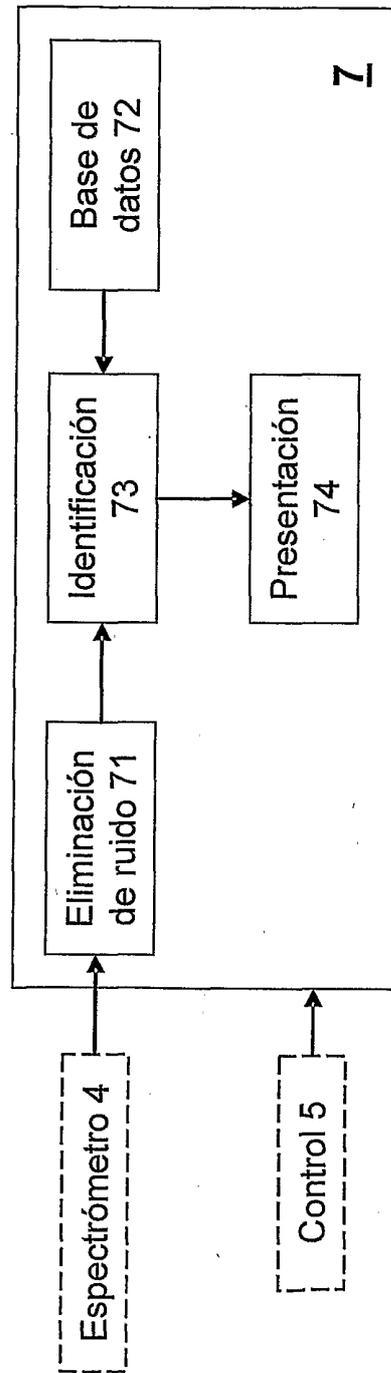 Espectrómetro 4
Control 5
Eliminación
de ruido 71
Identificación
73
Base de
datos 72
Presentación
74
7